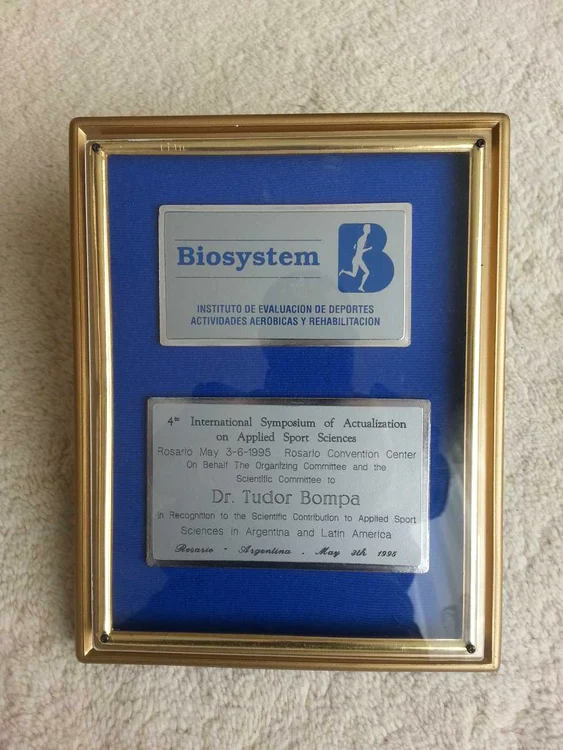 Biosystem
INSTITUTO DE EVALUACION DE DEPORTES
ACTIVIDADES AEROBICAS Y REHABILITACION
4th International Symposium of Actualization
on Applied Sport Sciences
Rosario May 3-6-1995 Rosario Convention Center
On Behalf The Organizing Committee and the
Scientific Committee to
Dr. Tudor Bompa
in Recognition to the Scientific Contribution to Applied Sport
Sciences in Argentina and Latin America
Rosario - Argentina . May 1995